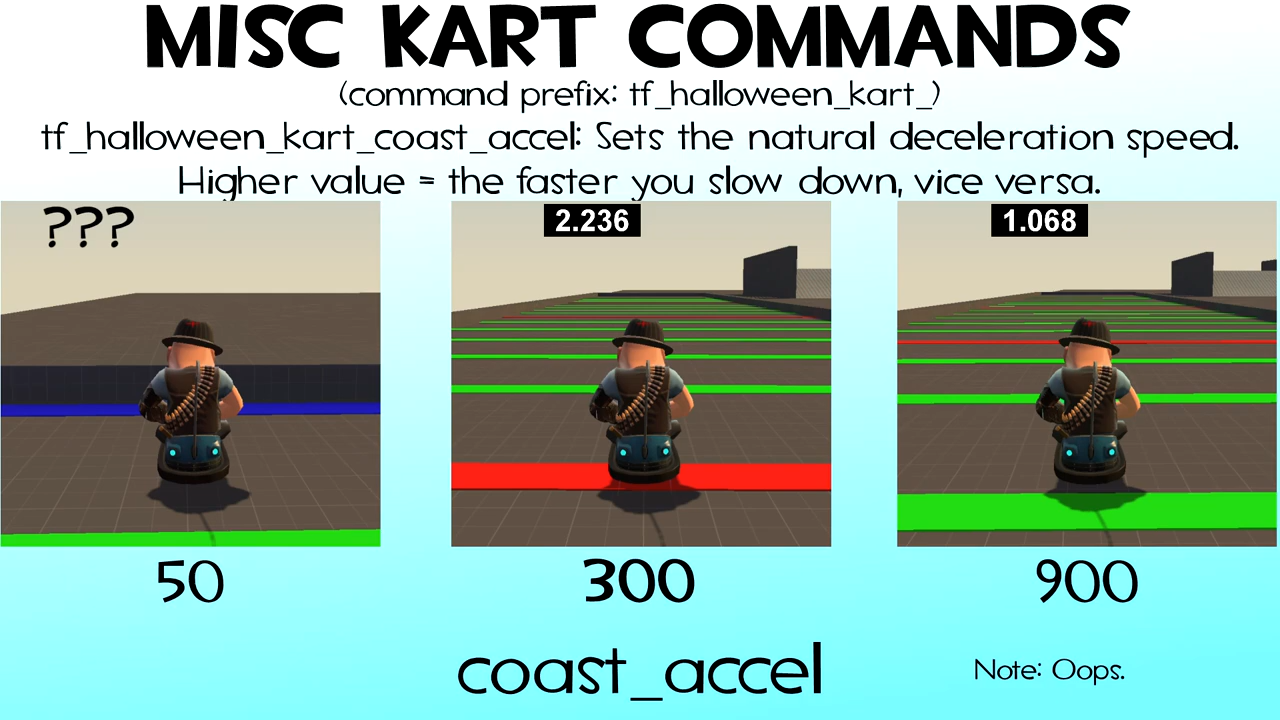 MISC KART COMMANDS
(command prefix: tf_halloween_kart_)
tf_halloween_kart_coast_accel: Sets the natural deceleration speed.
Higher value = the faster you slow down, vice versa.
???
2.236
1.068
50
300
900
coast_accel
Note: Oops.